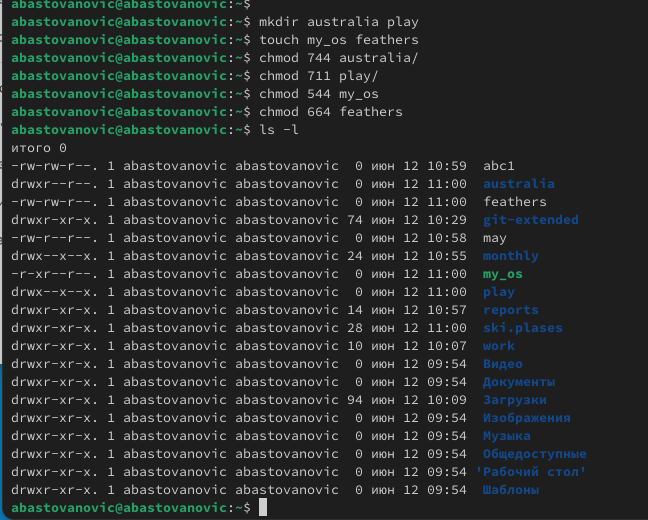 abastovanovic@abastovanovic:~$
abastovanovic@abastovanovic:~$ mkdir australia play
abastovanovic@abastovanovic:~$ touch my_os feathers
abastovanovic@abastovanovic:~$ chmod 744 australia/
abastovanovic@abastovanovic:~$ chmod 711 play/
abastovanovic@abastovanovic:~$ chmod 544 my_os
abastovanovic@abastovanovic:~$ chmod 664 feathers
abastovanovic@abastovanovic:~$ ls -l
итого 0
-rw-rw-r--. 1 abastovanovic abastovanovic  0 июн 12 10:59  abc1
drwxr--r--. 1 abastovanovic abastovanovic  0 июн 12 11:00  australia
-rw-rw-r--. 1 abastovanovic abastovanovic  0 июн 12 11:00  feathers
drwxr-xr-x. 1 abastovanovic abastovanovic 74 июн 12 10:29  git-extended
-rw-r--r--. 1 abastovanovic abastovanovic  0 июн 12 10:58  may
drwx--x--x. 1 abastovanovic abastovanovic 24 июн 12 10:55  monthly
-r-xr--r--. 1 abastovanovic abastovanovic  0 июн 12 11:00  my_os
drwx--x--x. 1 abastovanovic abastovanovic  0 июн 12 11:00  play
drwxr-xr-x. 1 abastovanovic abastovanovic 14 июн 12 10:57  reports
drwxr-xr-x. 1 abastovanovic abastovanovic 28 июн 12 11:00  ski.plases
drwxr-xr-x. 1 abastovanovic abastovanovic 10 июн 12 10:07  work
drwxr-xr-x. 1 abastovanovic abastovanovic  0 июн 12 09:54  Видео
drwxr-xr-x. 1 abastovanovic abastovanovic  0 июн 12 09:54  Документы
drwxr-xr-x. 1 abastovanovic abastovanovic 94 июн 12 10:09  Загрузки
drwxr-xr-x. 1 abastovanovic abastovanovic  0 июн 12 09:54  Изображения
drwxr-xr-x. 1 abastovanovic abastovanovic  0 июн 12 09:54  Музыка
drwxr-xr-x. 1 abastovanovic abastovanovic  0 июн 12 09:54  Общедоступные
drwxr-xr-x. 1 abastovanovic abastovanovic  0 июн 12 09:54 'Рабочий стол'
drwxr-xr-x. 1 abastovanovic abastovanovic  0 июн 12 09:54  Шаблоны
abastovanovic@abastovanovic:~$